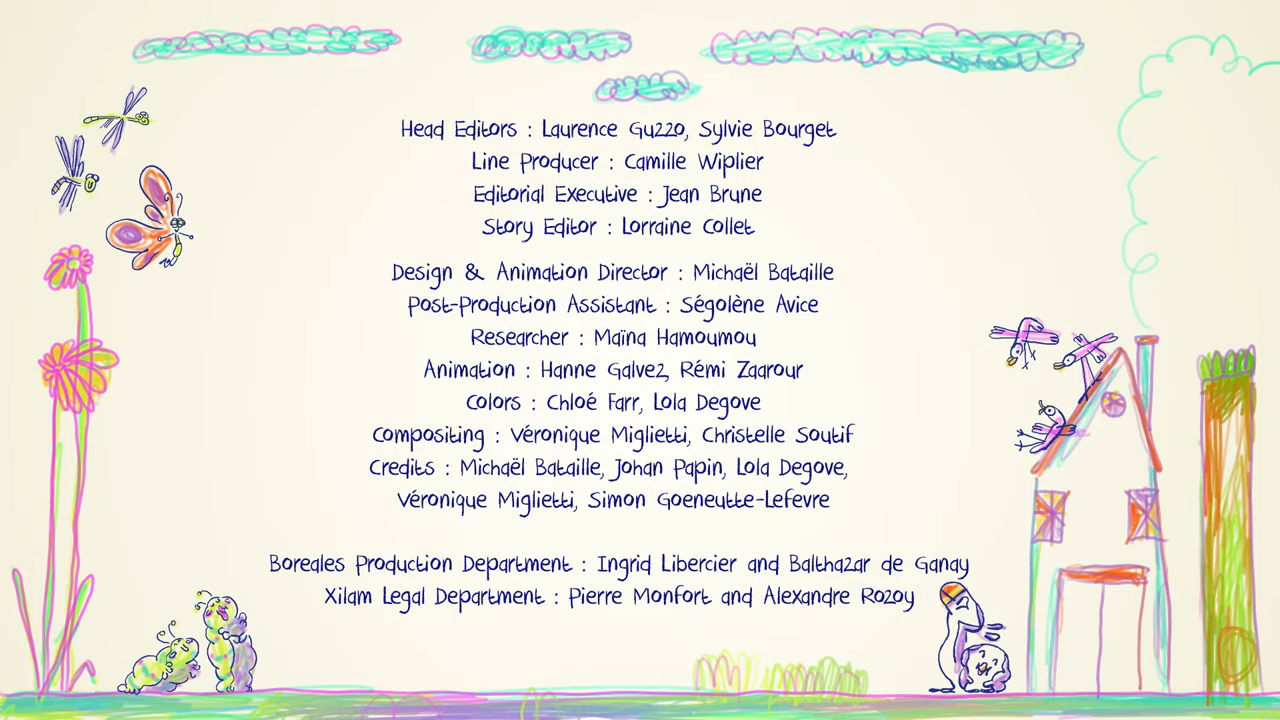 Head Editors : Laurence Guzzo, Sylvie Bourget
Line Producer : Camille Wiplier
Editorial Executive : Jean Brune
Story Editor : Lorraine Collet
Design & Animation Director : Michaël Bataille
Post-Production Assistant : Ségolène Avice
Researcher : Maïna Hamoumou
Animation : Hanne Galvez, Rémi Zaarour
Colors : Chloé Farr, Lola Degove
Compositing : Véronique Miglietti, Christelle Soutif
Credits : Michaël Bataille, Johan Papin, Lola Degove,
Véronique Miglietti, Simon Goeneutte-Lefevre
Boreales Production Department : Ingrid Libercier and Balthazar de Ganay
Xilam Legal Department : Pierre Monfort and Alexandre Rozoy